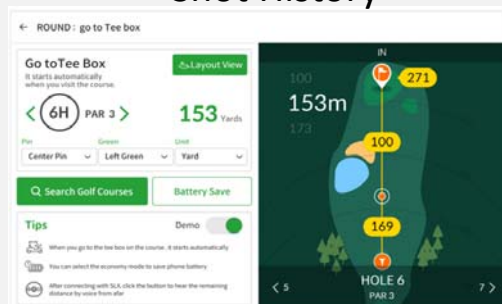 Shot History
← ROUND : go to Tee box
Go toTee Box
It starts automatically
when you visit the course.
Layout View
< 6H PAR 3 >
153 Yards
Pin Green Unit
Center Pin Left Green Yard
Search Golf Courses
Battery Save
Tips
Demo
When you go to the tee box on the course, it starts automatically
You can select the economy mode to save phone battery
After connecting with SLA, click the button to hear the remaining
distance by voice from afar
IN
271
100
153m
173
100
169
T
< 5
HOLE 6
PAR 3
7 >